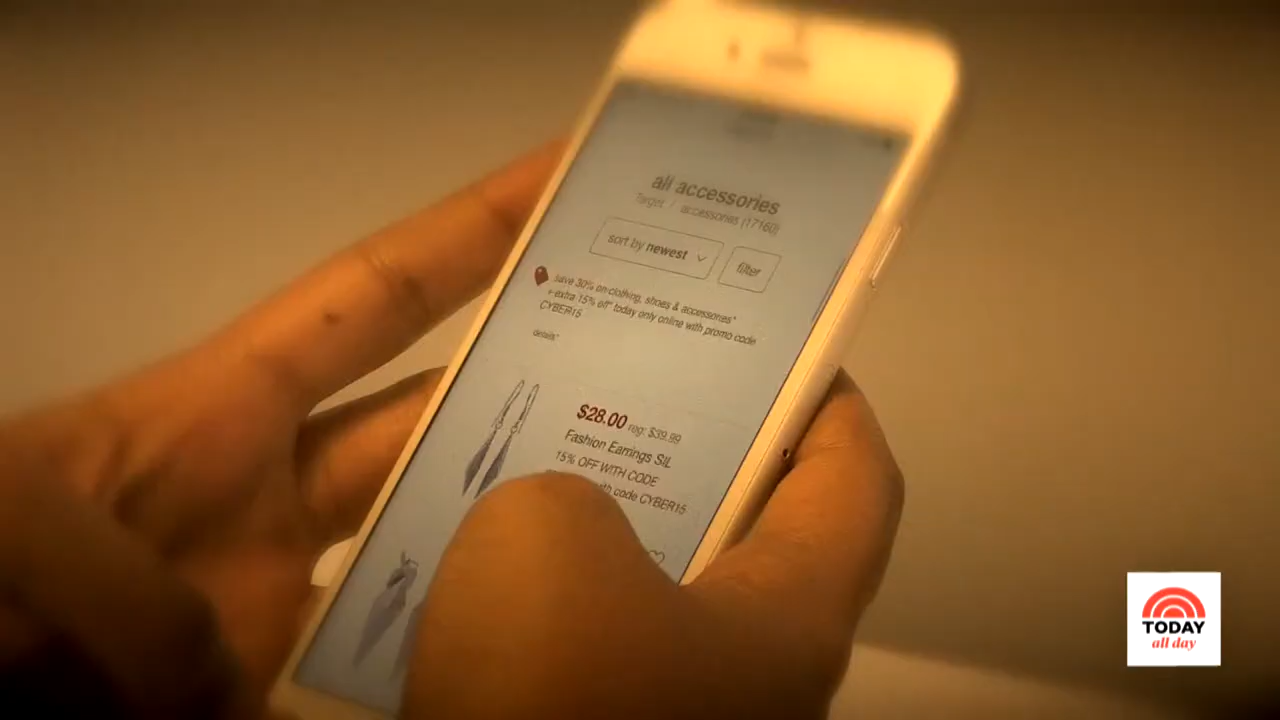 all accessories
Target / accessories (17160)
sort by newest
filter
save 30% on clothing, shoes & accessories*
+ extra 15% off* today only online with promo code
CYBER15
details*
$28.00 reg: $39.99
Fashion Earrings SIL
15% OFF WITH CODE
with code CYBER15
TODAY
all day